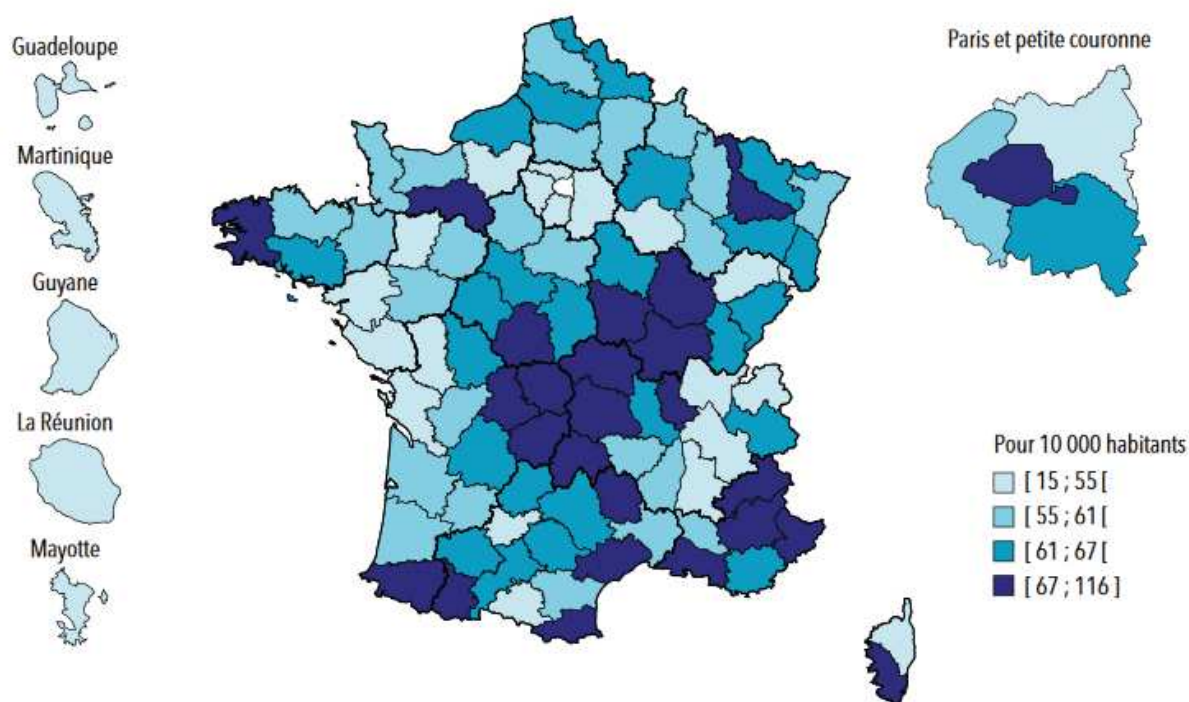 Guadeloupe
Martinique
Guyane
La Réunion
Mayotte
Paris et petite couronne
Pour 10 000 habitants
[ 15 ; 55 [
[ 55 ; 61 [
[ 61 ; 67 [
[ 67 ; 116 ]